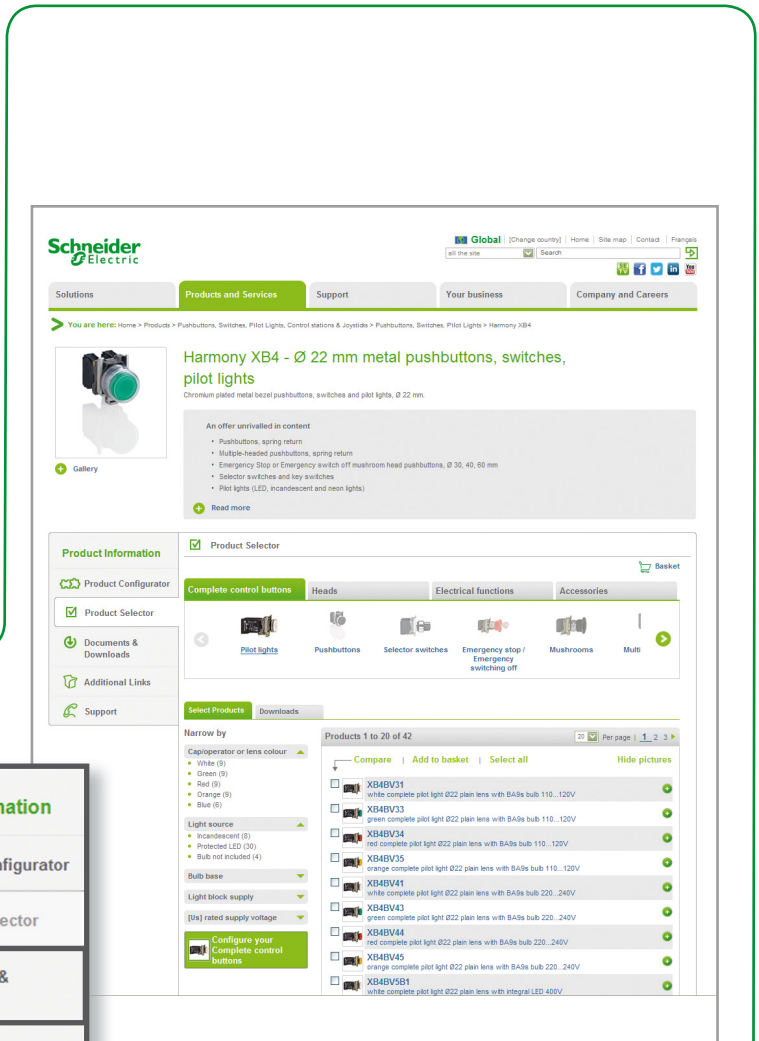 Schneider
Electric
Global | [Change country] | Home | Site map | Contact | Français
all the site Search
Solutions
Products and Services
Support
Your business
Company and Careers
You are here: Home > Products > Pushbuttons, Switches, Pilot Lights, Control stations & Joysticks > Pushbuttons, Switches, Pilot Lights > Harmony XB4
Harmony XB4 - Ø 22 mm metal pushbuttons, switches,
pilot lights
Chromium plated metal bezel pushbuttons, switches and pilot lights, Ø 22 mm.
An offer unrivalled in content
• Pushbuttons, spring return
• Multiple-headed pushbuttons, spring return
• Emergency Stop or Emergency switch off mushroom head pushbuttons, Ø 30, 40, 60 mm
• Selector switches and key switches
• Pilot lights (LED, incandescent and neon lights)
Read more
Gallery
Product Information
Product Configurator
Product Selector
Documents &
Downloads
Additional Links
Support
Product Selector
Basket
Complete control buttons
Heads
Electrical functions
Accessories
Pilot lights
Pushbuttons
Selector switches
Emergency stop /
Emergency
switching off
Mushrooms
Multi
Select Products
Downloads
Narrow by
Cap/operator or lens colour
• White (9)
• Green (9)
• Red (9)
• Orange (9)
• Blue (6)
Light source
• Incandescent (8)
• Protected LED (30)
• Bulb not included (4)
Bulb base
Light block supply
[Us] rated supply voltage
Configure your
Complete control
buttons
Products 1 to 20 of 42
20 Per page | 1 2 3
Compare | Add to basket | Select all
Hide pictures
XB4BV31
white complete pilot light Ø22 plain lens with BA9s bulb 110...120V
XB4BV33
green complete pilot light Ø22 plain lens with BA9s bulb 110...120V
XB4BV34
red complete pilot light Ø22 plain lens with BA9s bulb 110...120V
XB4BV35
orange complete pilot light Ø22 plain lens with BA9s bulb 110...120V
XB4BV41
white complete pilot light Ø22 plain lens with BA9s bulb 220...240V
XB4BV43
green complete pilot light Ø22 plain lens with BA9s bulb 220...240V
XB4BV44
red complete pilot light Ø22 plain lens with BA9s bulb 220...240V
XB4BV45
orange complete pilot light Ø22 plain lens with BA9s bulb 220...240V
XB4BV5B1
white complete pilot light Ø22 plain lens with integral LED 400V
mation
nfigurator
ector
&